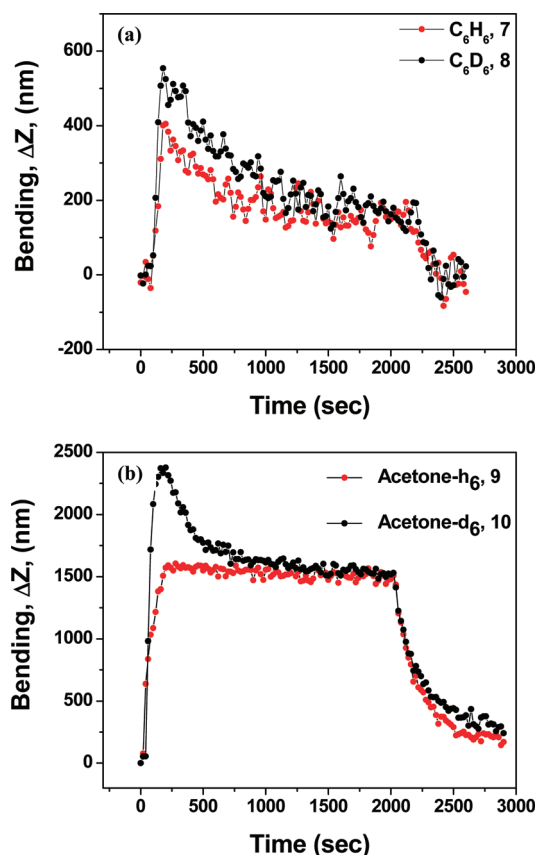 (a)
C₆H₆, 7
C₆D₆, 8
600
400
200
0
-200
Bending, ΔZ, (nm)
0 500 1000 1500 2000 2500 3000
Time (sec)
(b)
Acetone-h₆, 9
Acetone-d₆, 10
2500
2000
1500
1000
500
0
Bending, ΔZ, (nm)
0 500 1000 1500 2000 2500 3000
Time (sec)